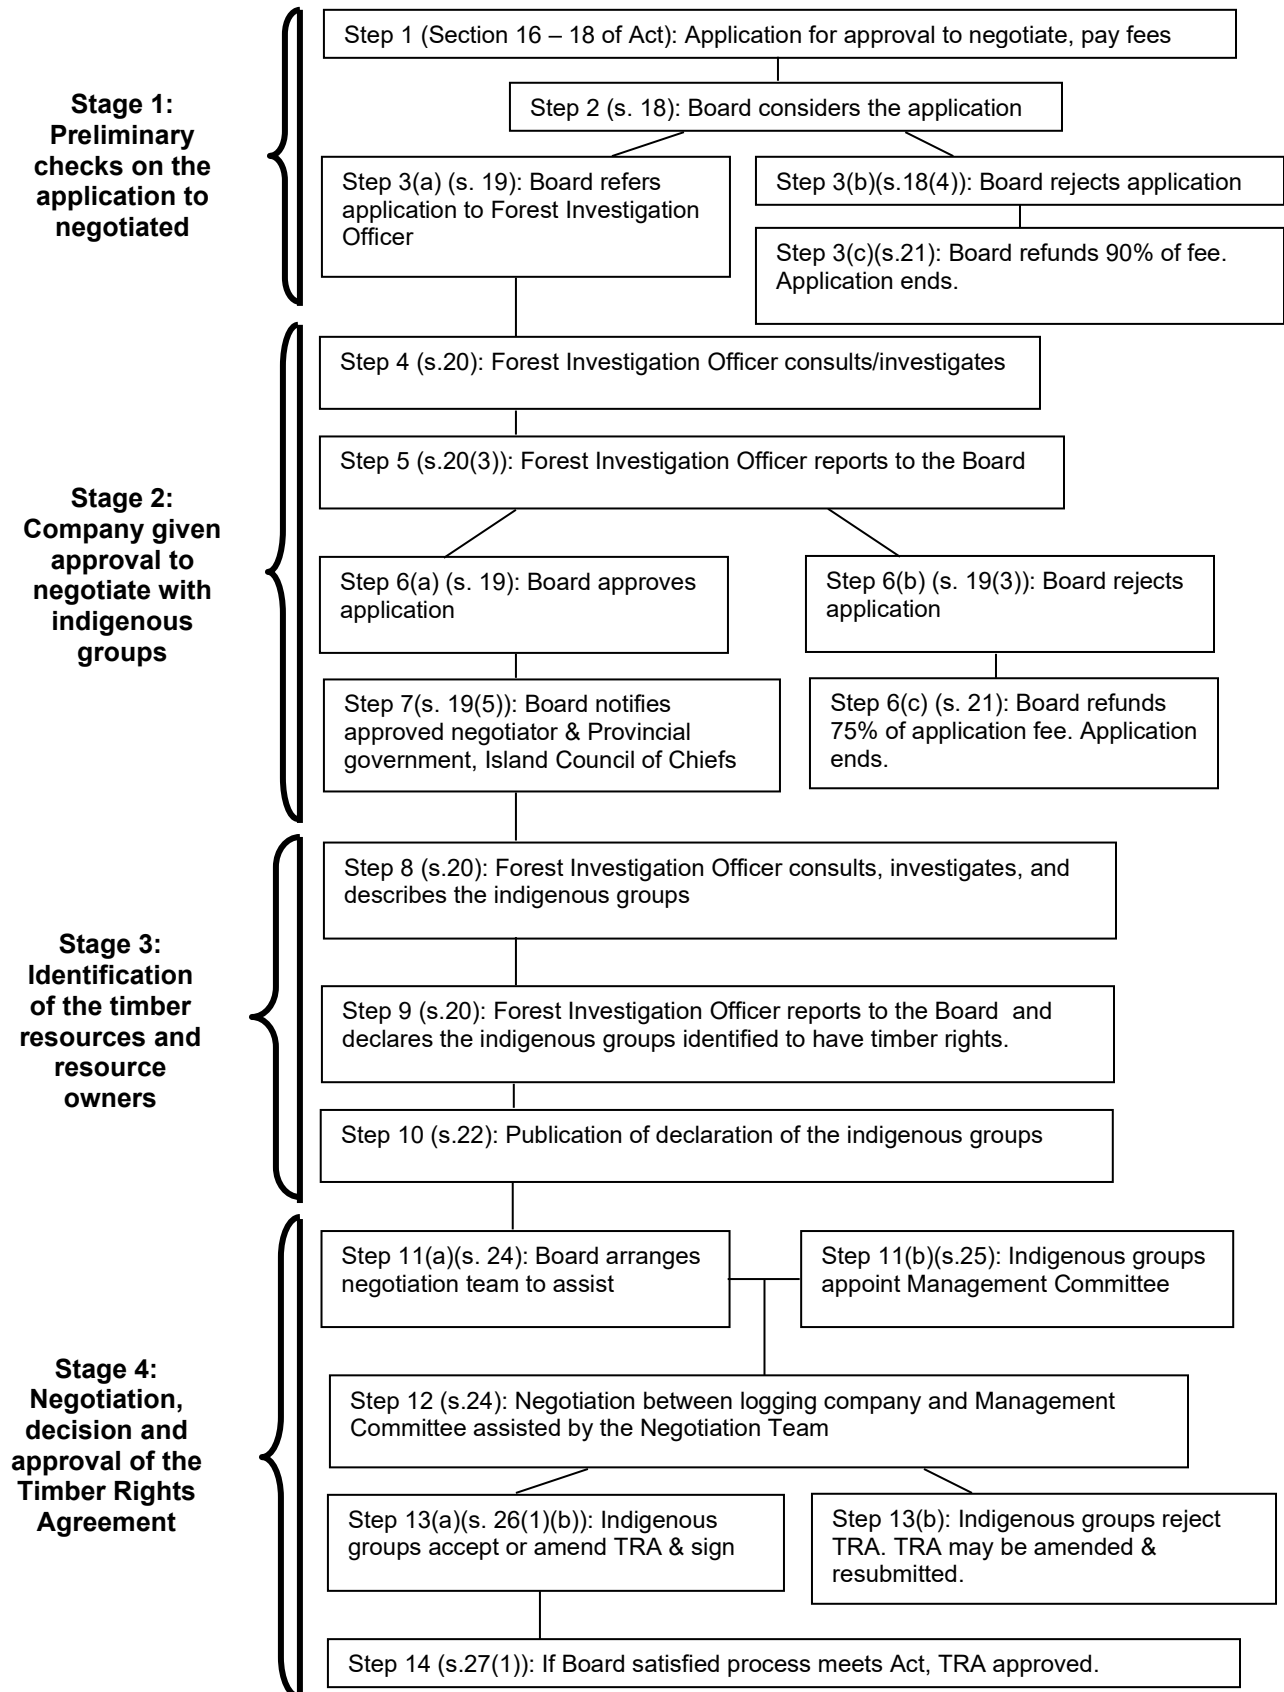 Step 1 (Section 16 – 18 of Act): Application for approval to negotiate, pay fees
Step 2 (s. 18): Board considers the application
Stage 1:
Preliminary
checks on the
application to
negotiated
Step 3(a) (s. 19): Board refers
application to Forest Investigation
Officer
Step 3(b)(s.18(4)): Board rejects application
Step 3(c)(s.21): Board refunds 90% of fee.
Application ends.
Stage 2:
Company given
approval to
negotiate with
indigenous
groups
Step 4 (s.20): Forest Investigation Officer consults/investigates
Step 5 (s.20(3)): Forest Investigation Officer reports to the Board
Step 6(a) (s. 19): Board approves
application
Step 6(b) (s. 19(3)): Board rejects
application
Step 7(s. 19(5)): Board notifies
approved negotiator & Provincial
government, Island Council of Chiefs
Step 6(c) (s. 21): Board refunds
75% of application fee. Application
ends.
Stage 3:
Identification
of the timber
resources and
resource
owners
Step 8 (s.20): Forest Investigation Officer consults, investigates, and
describes the indigenous groups
Step 9 (s.20): Forest Investigation Officer reports to the Board  and
declares the indigenous groups identified to have timber rights.
Step 10 (s.22): Publication of declaration of the indigenous groups
Stage 4:
Negotiation,
decision and
approval of the
Timber Rights
Agreement
Step 11(a)(s. 24): Board arranges
negotiation team to assist
Step 11(b)(s.25): Indigenous groups
appoint Management Committee
Step 12 (s.24): Negotiation between logging company and Management
Committee assisted by the Negotiation Team
Step 13(a)(s. 26(1)(b)): Indigenous
groups accept or amend TRA & sign
Step 13(b): Indigenous groups reject
TRA. TRA may be amended &
resubmitted.
Step 14 (s.27(1)): If Board satisfied process meets Act, TRA approved.